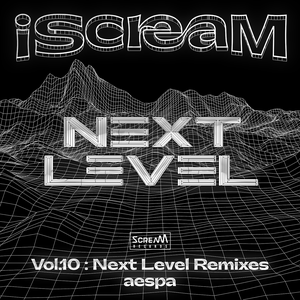 iScreaM
NEXT
LEVEL
SCREAM
RECORDS
Vol.10 : Next Level Remixes
aespa